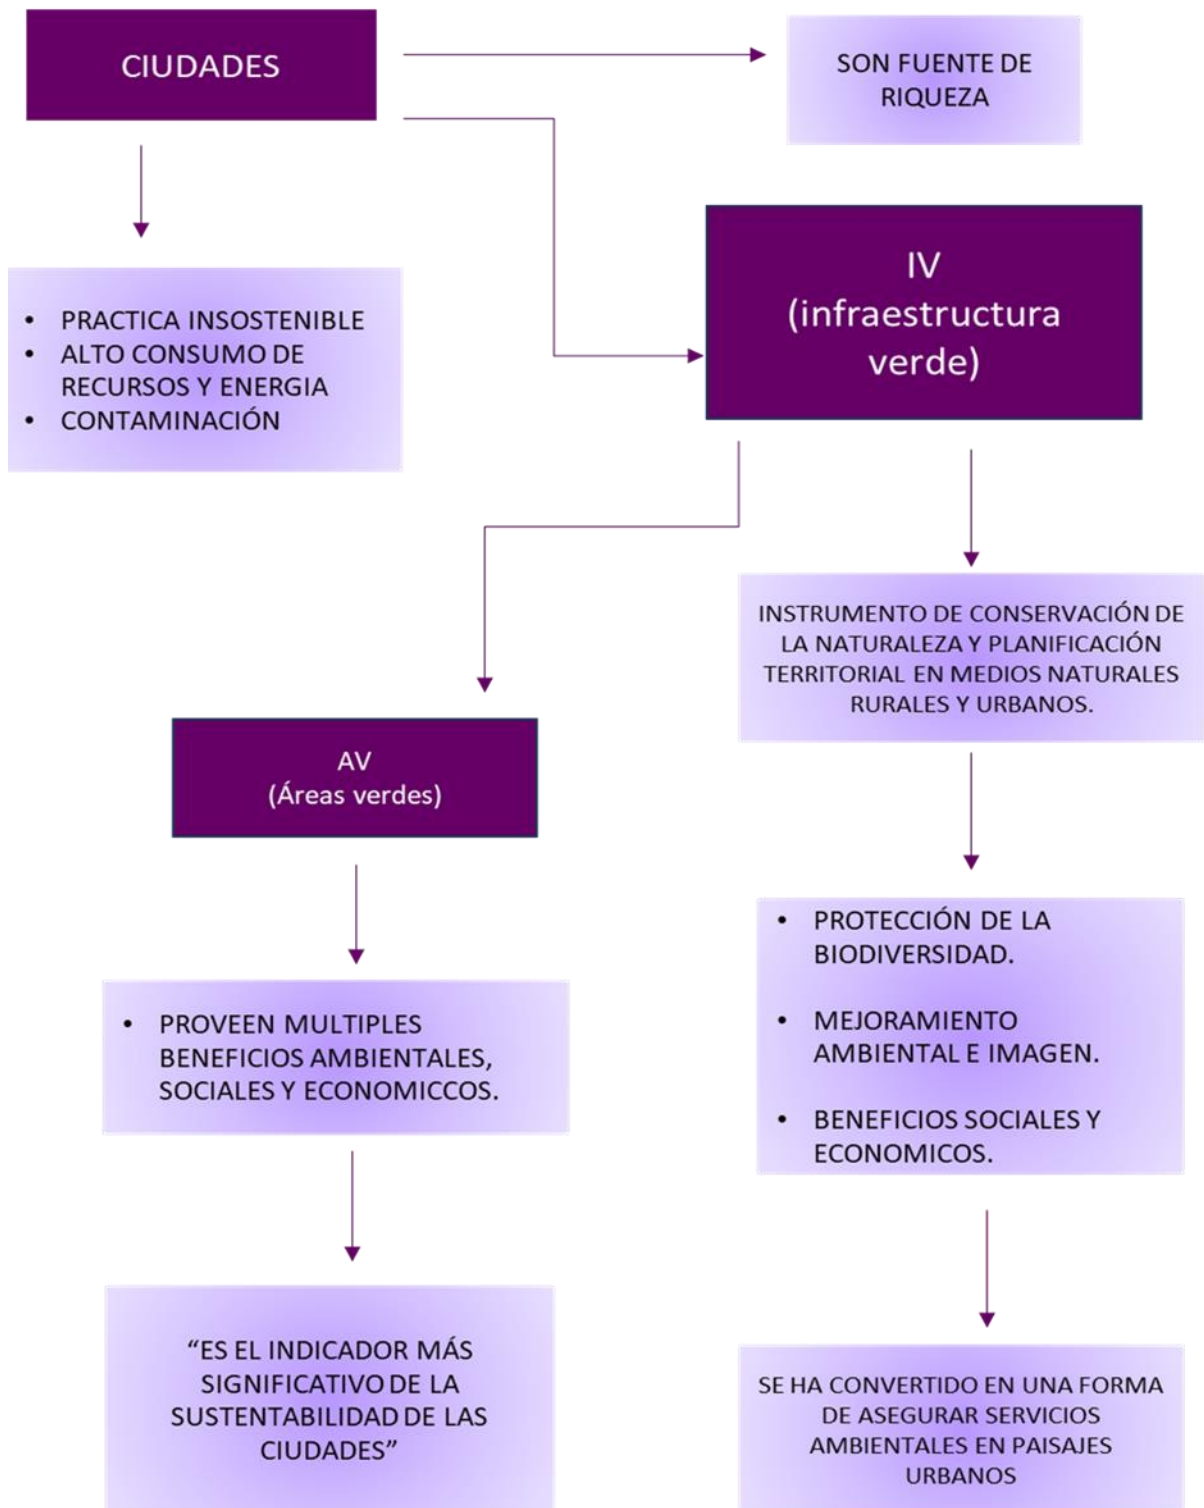 CIUDADES
SON FUENTE DE
RIQUEZA
• PRACTICA INSOSTENIBLE
• ALTO CONSUMO DE
RECURSOS Y ENERGIA
• CONTAMINACIÓN
IV
(infraestructura
verde)
INSTRUMENTO DE CONSERVACIÓN DE
LA NATURALEZA Y PLANIFICACIÓN
TERRITORIAL EN MEDIOS NATURALES
RURALES Y URBANOS.
AV
(Áreas verdes)
• PROTECCIÓN DE LA
BIODIVERSIDAD.
• MEJORAMIENTO
AMBIENTAL E IMAGEN.
• BENEFICIOS SOCIALES Y
ECONOMICOS.
• PROVEEN MULTIPLES
BENEFICIOS AMBIENTALES,
SOCIALES Y ECONOMICCOS.
“ES EL INDICADOR MÁS
SIGNIFICATIVO DE LA
SUSTENTABILIDAD DE LAS
CIUDADES”
SE HA CONVERTIDO EN UNA FORMA
DE ASEGURAR SERVICIOS
AMBIENTALES EN PAISAJES
URBANOS